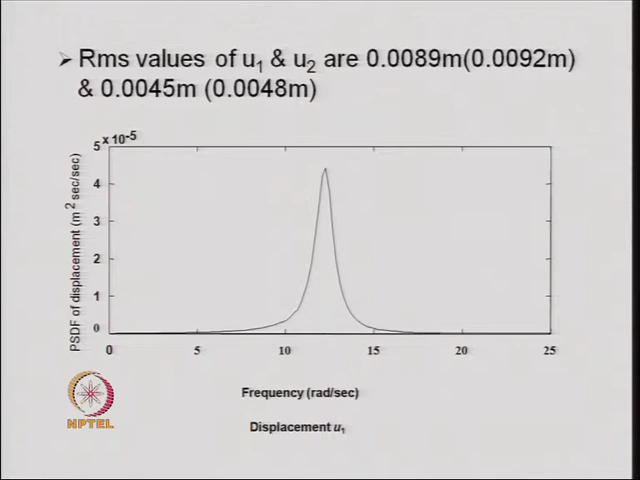 ➢ Rms values of u1 & u2 are 0.0089m(0.0092m)
& 0.0045m (0.0048m)
5 x 10-5
4
3
2
1
0
PSDF of displacement (m2 sec/sec)
0 5 10 15 20 25
Frequency (rad/sec)
Displacement u1
NPTEL